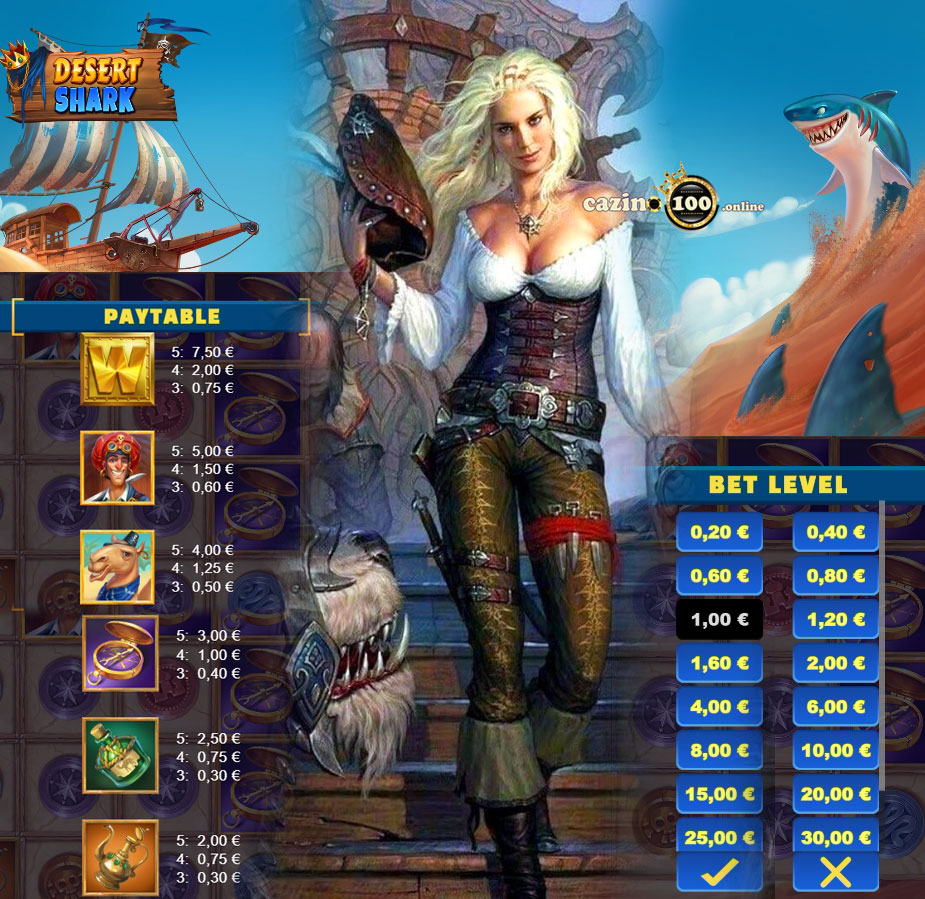 DESERT
SHARK
cazino 100 .online
PAYTABLE
W
5: 7,50 €
4: 2,00 €
3: 0,75 €
5: 5,00 €
4: 1,50 €
3: 0,60 €
5: 4,00 €
4: 1,25 €
3: 0,50 €
5: 3,00 €
4: 1,00 €
3: 0,40 €
5: 2,50 €
4: 0,75 €
3: 0,30 €
5: 2,00 €
4: 0,75 €
3: 0,30 €
BET LEVEL
0,20 € 0,40 €
0,60 € 0,80 €
1,00 € 1,20 €
1,60 € 2,00 €
4,00 € 6,00 €
8,00 € 10,00 €
15,00 € 20,00 €
25,00 € 30,00 €